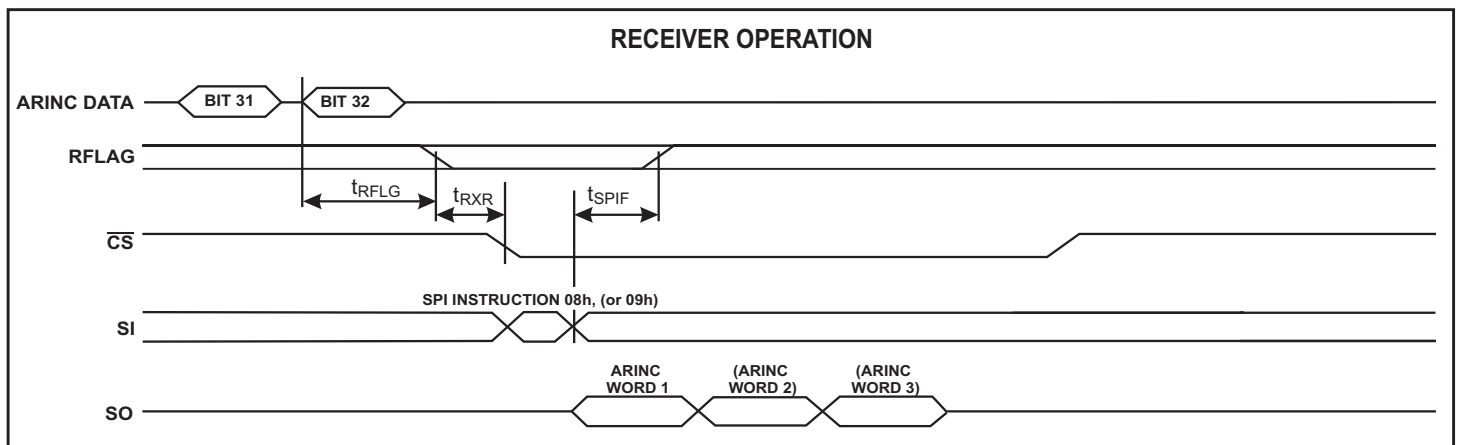 RECEIVER OPERATION
ARINC DATA
BIT 31
BIT 32
RFLAG
tRFLG
tRXR
tSPIF
CS
SPI INSTRUCTION 08h, (or 09h)
SI
ARINC
WORD 1
(ARINC
WORD 2)
(ARINC
WORD 3)
SO